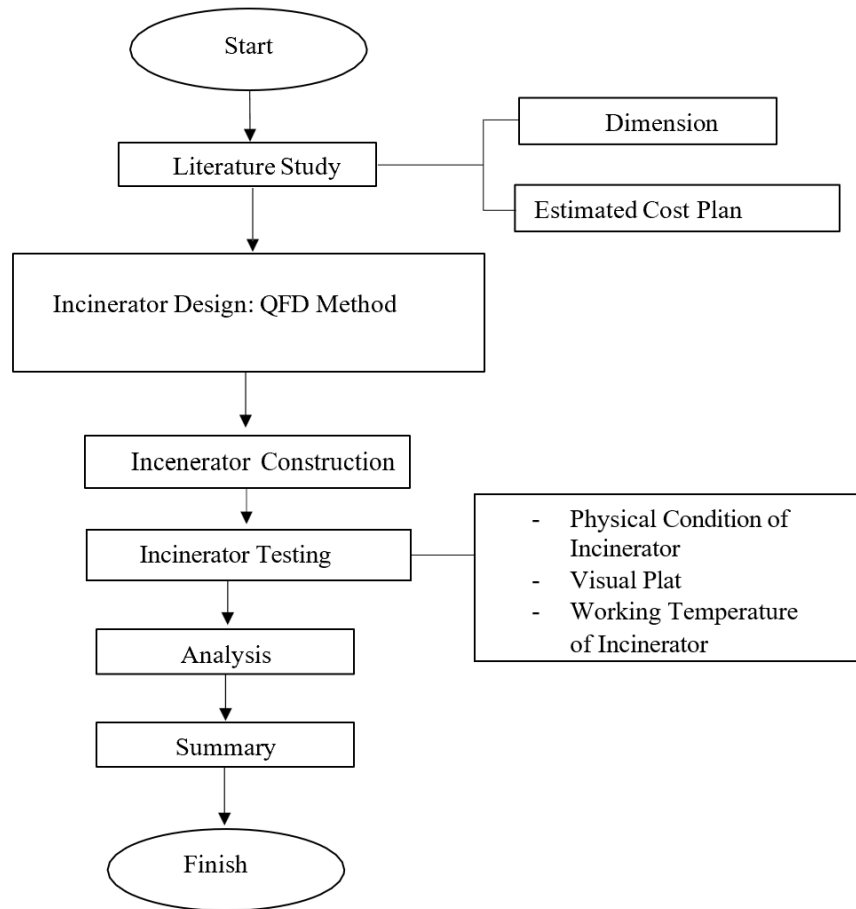 Start
Dimension
Literature Study
Estimated Cost Plan
Incinerator Design: QFD Method
Incenerator Construction
- Physical Condition of
Incinerator
- Visual Plat
- Working Temperature
of Incinerator
Incinerator Testing
Analysis
Summary
Finish